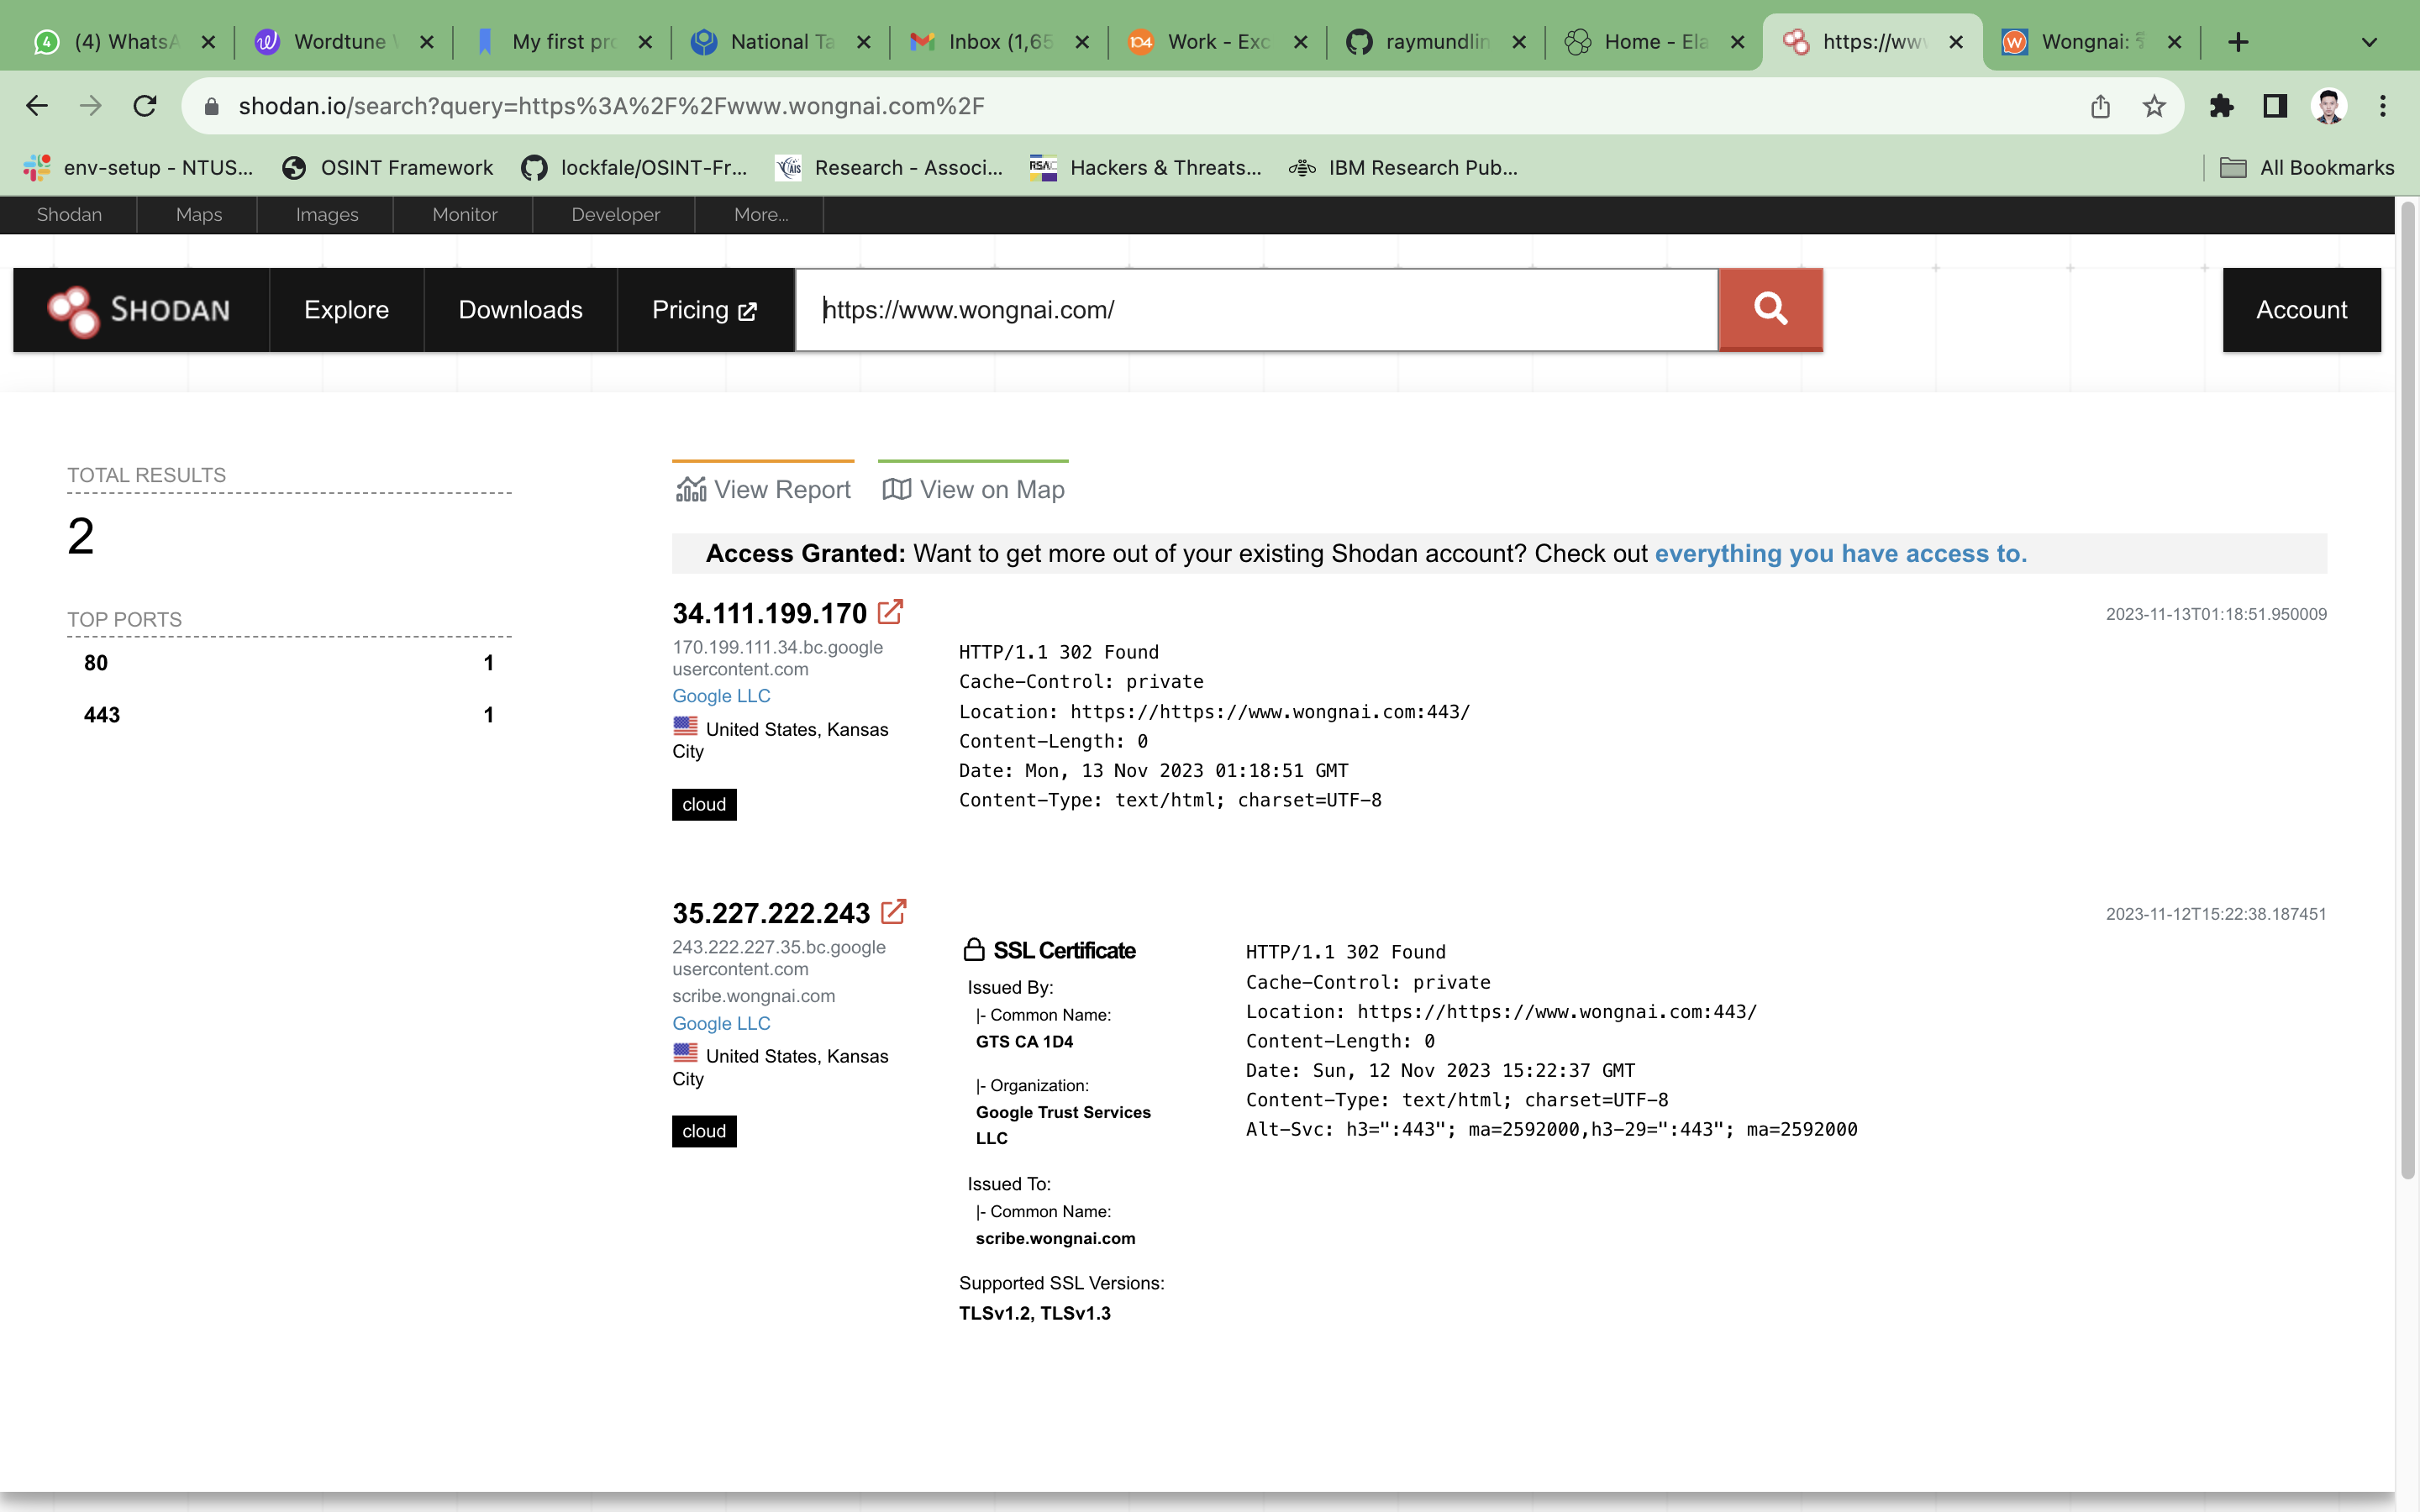 (4) WhatsA
Wordtune
My first pro
National Ta
Inbox (1,65
Work - Exc
raymundlin
Home - Ela
https://www
Wongnai:
shodan.io/search?query=https%3A%2F%2Fwww.wongnai.com%2F
env-setup - NTUS...
OSINT Framework
lockfale/OSINT-Fr...
Research - Associ...
Hackers & Threats...
IBM Research Pub...
All Bookmarks
Shodan
Maps
Images
Monitor
Developer
More...
SHODAN
Explore
Downloads
Pricing
https://www.wongnai.com/
Account
TOTAL RESULTS
2
TOP PORTS
80 1
443 1
View Report
View on Map
Access Granted: Want to get more out of your existing Shodan account? Check out everything you have access to.
34.111.199.170
2023-11-13T01:18:51.950009
170.199.111.34.bc.google
usercontent.com
Google LLC
United States, Kansas
City
cloud
HTTP/1.1 302 Found
Cache-Control: private
Location: https://https://www.wongnai.com:443/
Content-Length: 0
Date: Mon, 13 Nov 2023 01:18:51 GMT
Content-Type: text/html; charset=UTF-8
35.227.222.243
2023-11-12T15:22:38.187451
243.222.227.35.bc.google
usercontent.com
scribe.wongnai.com
Google LLC
United States, Kansas
City
cloud
SSL Certificate
Issued By:
|- Common Name:
GTS CA 1D4
|- Organization:
Google Trust Services
LLC
Issued To:
|- Common Name:
scribe.wongnai.com
Supported SSL Versions:
TLSv1.2, TLSv1.3
HTTP/1.1 302 Found
Cache-Control: private
Location: https://https://www.wongnai.com:443/
Content-Length: 0
Date: Sun, 12 Nov 2023 15:22:37 GMT
Content-Type: text/html; charset=UTF-8
Alt-Svc: h3=":443"; ma=2592000,h3-29=":443"; ma=2592000